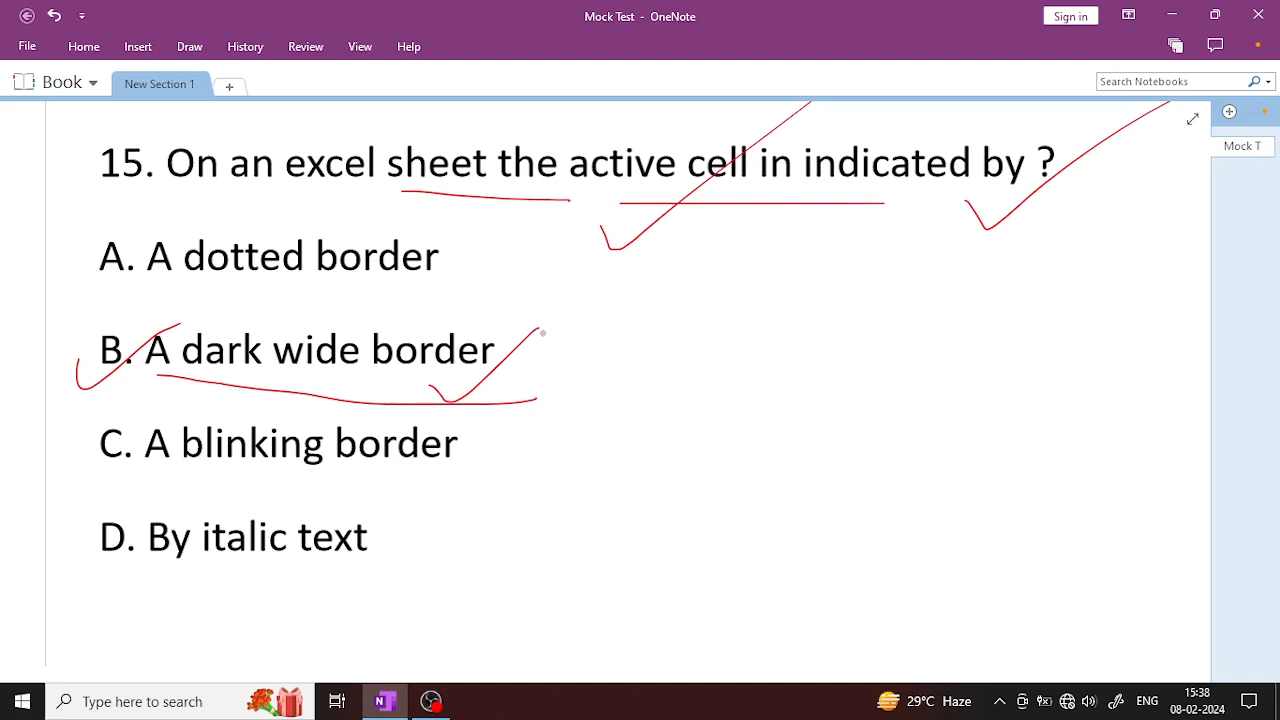 Mock Test - OneNote
Sign in
File Home Insert Draw History Review View Help
Book
New Section 1
+
Search Notebooks
Mock T
15. On an excel sheet the active cell in indicated by ?
A. A dotted border
B. A dark wide border
C. A blinking border
D. By italic text
Type here to search
N
29°C Haze
ENG
15:38
08-02-2024